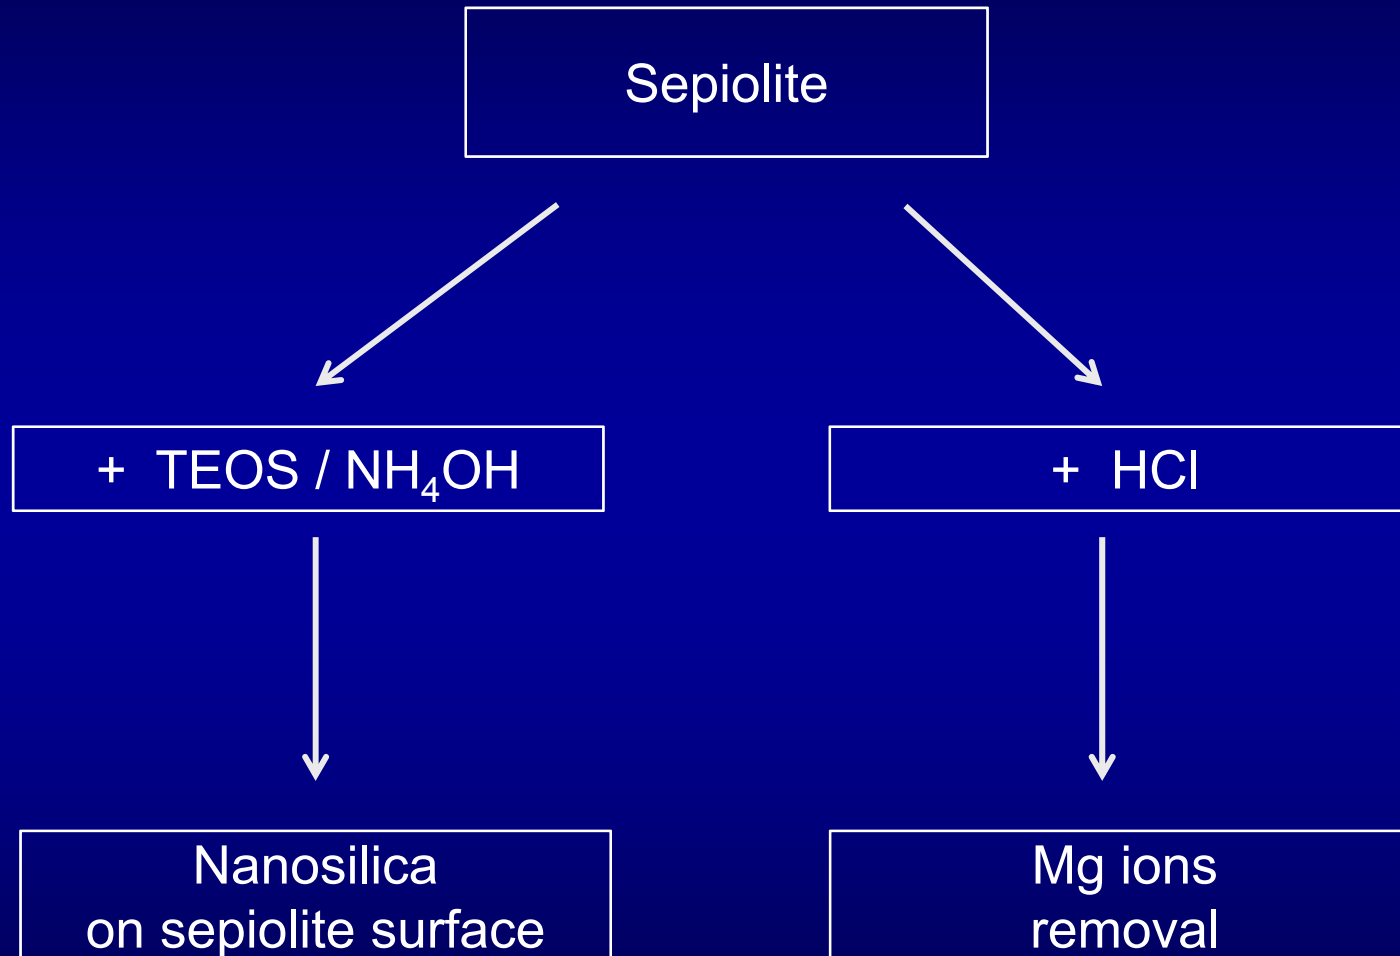 Sepiolite
+ TEOS / NH₄OH
+ HCl
Nanosilica
on sepiolite surface
Mg ions
removal